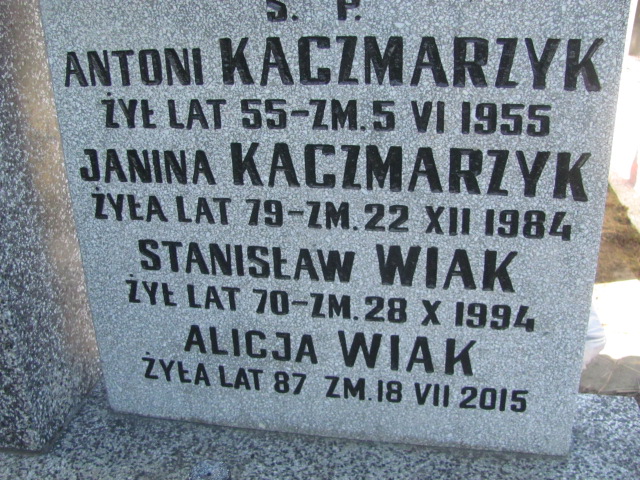 Ś. P.
ANTONI KACZMARZYK
ŻYŁ LAT 55-ZM. 5 VI 1955
JANINA KACZMARZYK
ŻYŁA LAT 79-ZM. 22 XII 1984
STANISŁAW WIAK
ŻYŁ LAT 70-ZM. 28 X 1994
ALICJA WIAK
ŻYŁA LAT 87 ZM. 18 VII 2015